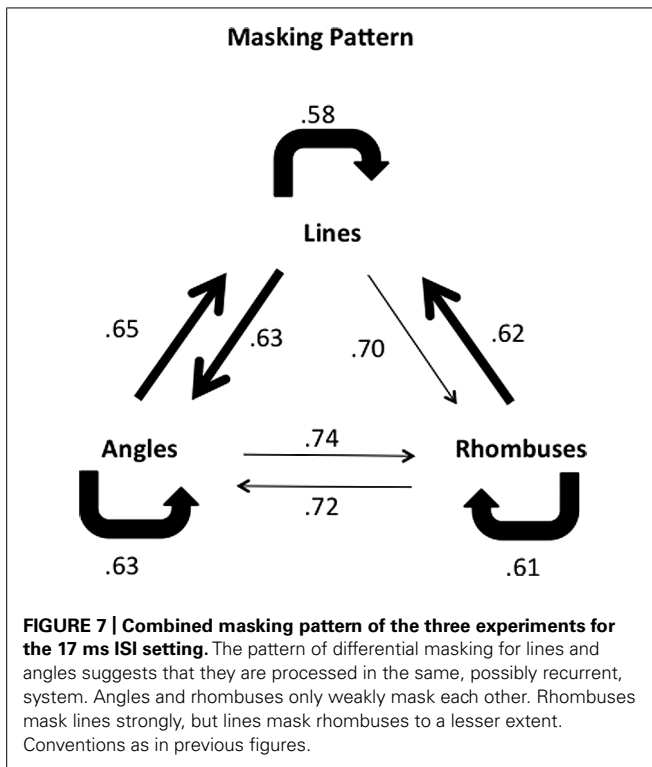 Masking Pattern
.58
Lines
.65
.63
.70
.62
Angles
.74
Rhombuses
.72
.63
.61
FIGURE 7 | Combined masking pattern of the three experiments for
the 17 ms ISI setting. The pattern of differential masking for lines and
angles suggests that they are processed in the same, possibly recurrent,
system. Angles and rhombuses only weakly mask each other. Rhombuses
mask lines strongly, but lines mask rhombuses to a lesser extent.
Conventions as in previous figures.